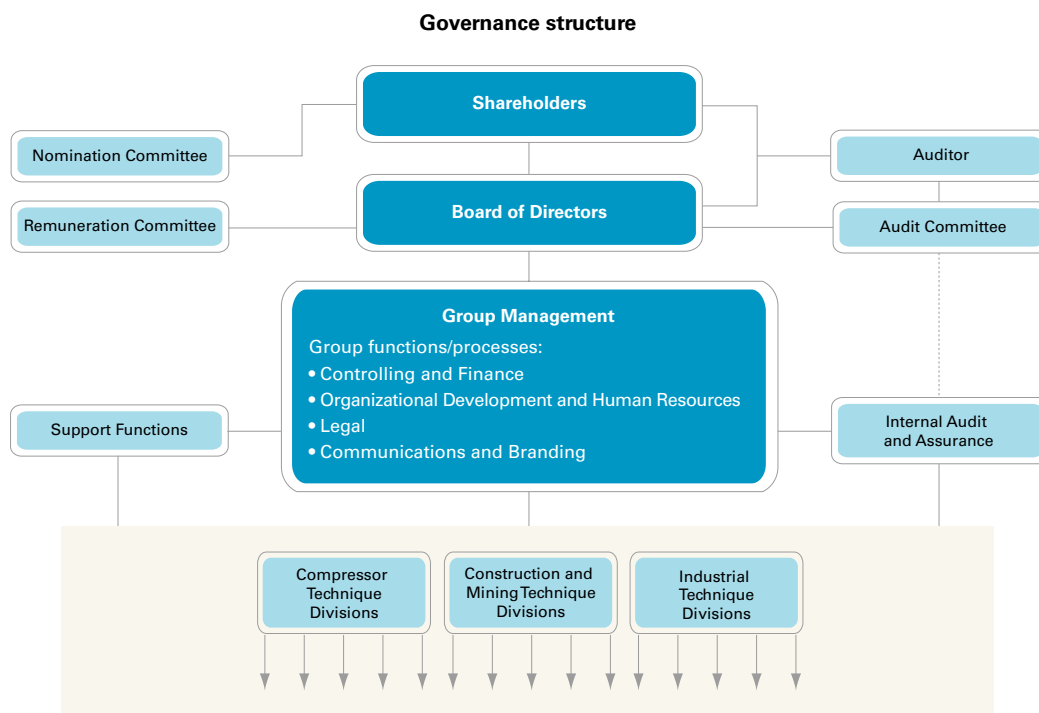 Governance structure
Shareholders
Nomination Committee
Auditor
Board of Directors
Remuneration Committee
Audit Committee
Group Management
Group functions/processes:
• Controlling and Finance
• Organizational Development and Human Resources
• Legal
• Communications and Branding
Support Functions
Internal Audit
and Assurance
Compressor
Technique
Divisions
Construction and
Mining Technique
Divisions
Industrial
Technique
Divisions